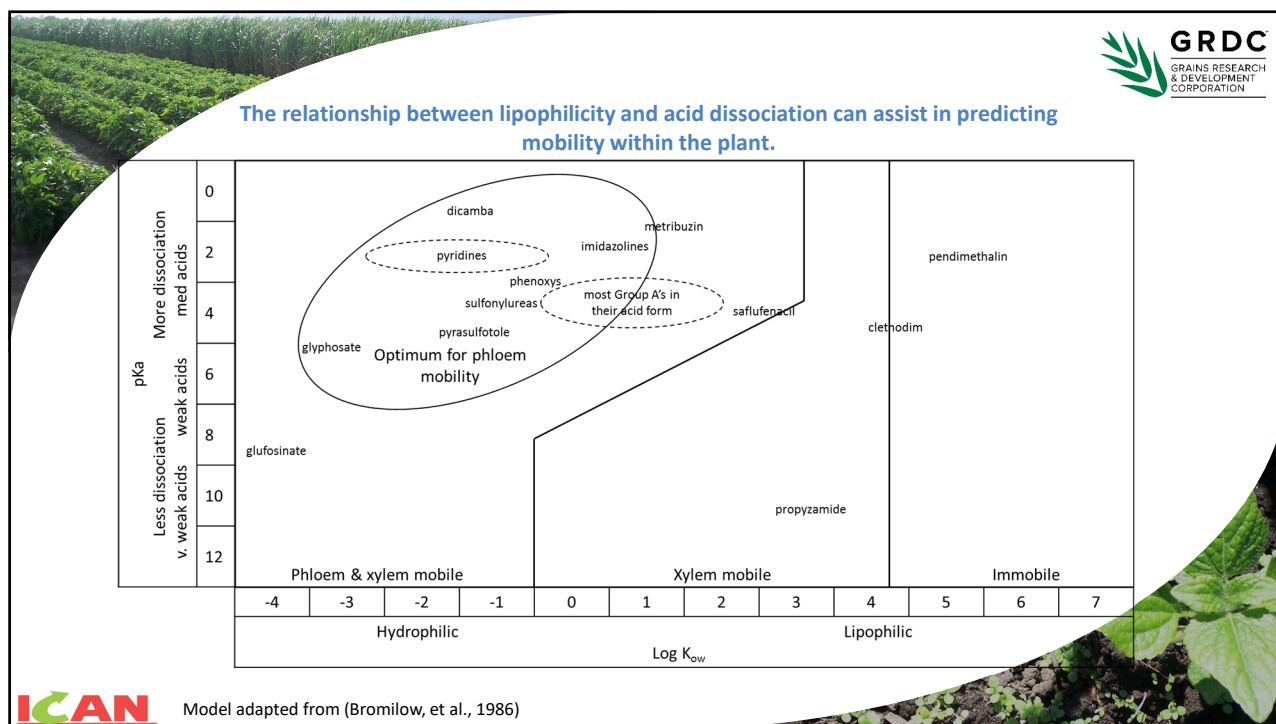 GRDC
GRAINS RESEARCH
& DEVELOPMENT
CORPORATION
The relationship between lipophilicity and acid dissociation can assist in predicting
mobility within the plant.
pKa
More dissociation
med acids
weak acids
Less dissociation
v. weak acids
0
2
4
6
8
10
12
dicamba
metribuzin
imidazolines
pyridines
pendimethalin
phenoxys
most Group A's in
their acid form
sulfonylureas
saflufenacil
clethodim
pyrasulfotole
glyphosate
Optimum for phloem
mobility
glufosinate
propyzamide
Phloem & xylem mobile
Xylem mobile
Immobile
-4 -3 -2 -1 0 1 2 3 4 5 6 7
Hydrophilic
Lipophilic
Log Kow
ICAN
Model adapted from (Bromilow, et al., 1986)